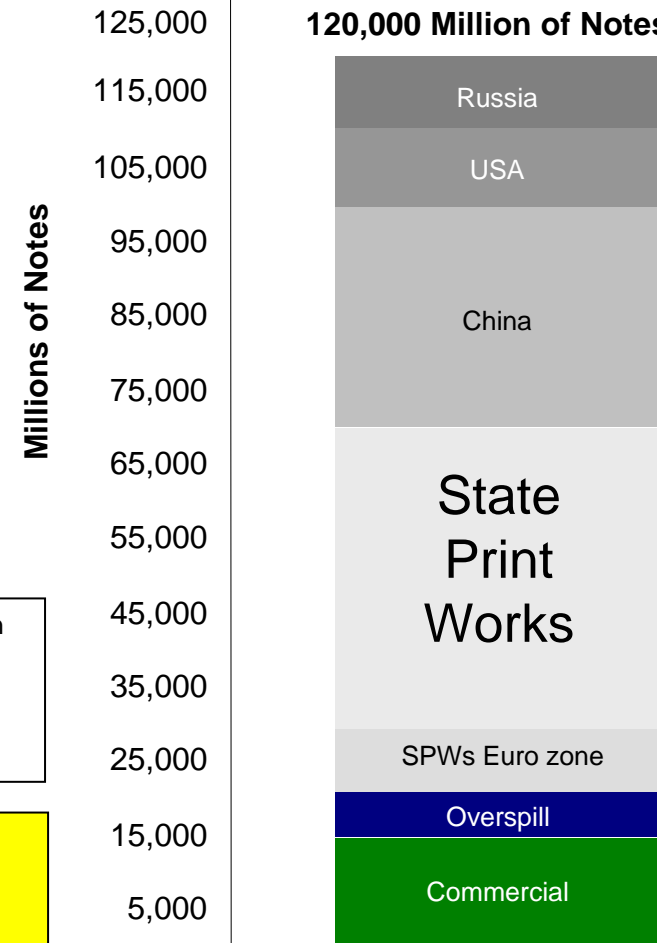 120,000 Million of Notes
Millions of Notes
125,000
115,000
105,000
95,000
85,000
75,000
65,000
55,000
45,000
35,000
25,000
15,000
5,000
Russia
USA
China
State
Print
Works
SPWs Euro zone
Overspill
Commercial